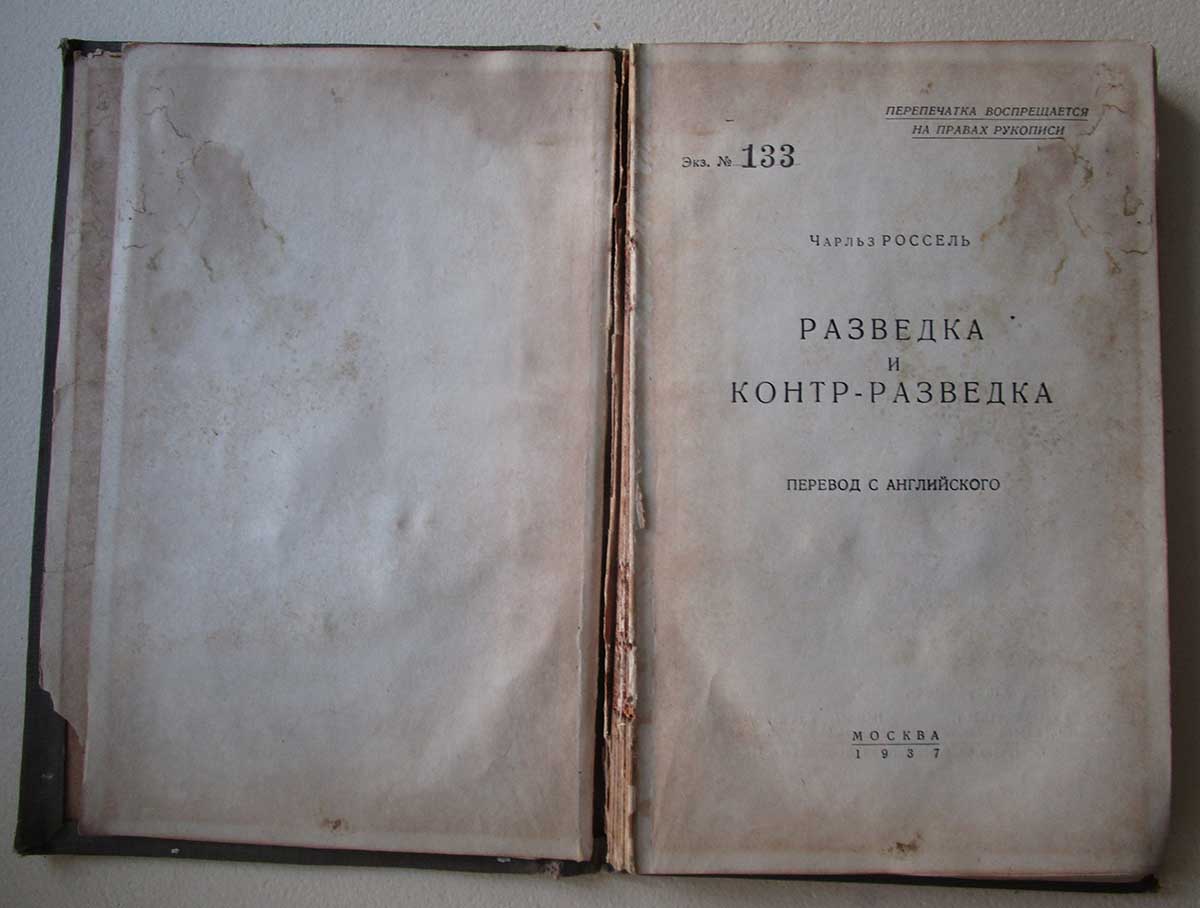 ПЕРЕПЕЧАТКА ВОСПРЕЩАЕТСЯ
НА ПРАВАХ РУКОПИСИ
Экз. № 133
ЧАРЛЬЗ РОССЕЛЬ
РАЗВЕДКА
И
КОНТР-РАЗВЕДКА
ПЕРЕВОД С АНГЛИЙСКОГО
МОСКВА
1937